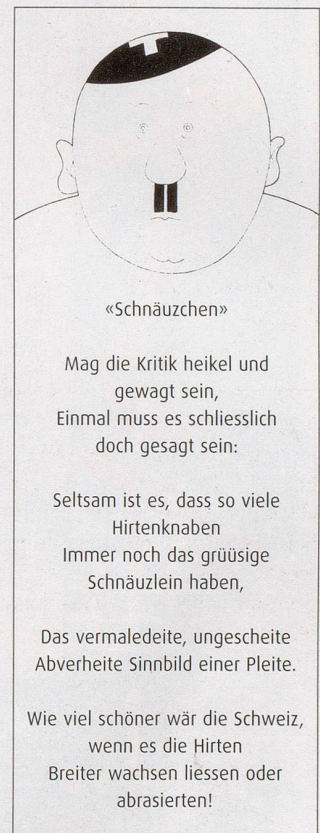 «Schnäuzchen»
Mag die Kritik heikel und
gewagt sein,
Einmal muss es schliesslich
doch gesagt sein:
Seltsam ist es, dass so viele
Hirtenknaben
Immer noch das grüüsige
Schnäuzlein haben,
Das vermaledeite, ungescheite
Abverheite Sinnbild einer Pleite.
Wie viel schöner wär die Schweiz,
wenn es die Hirten
Breiter wachsen liessen oder
abrasierten!